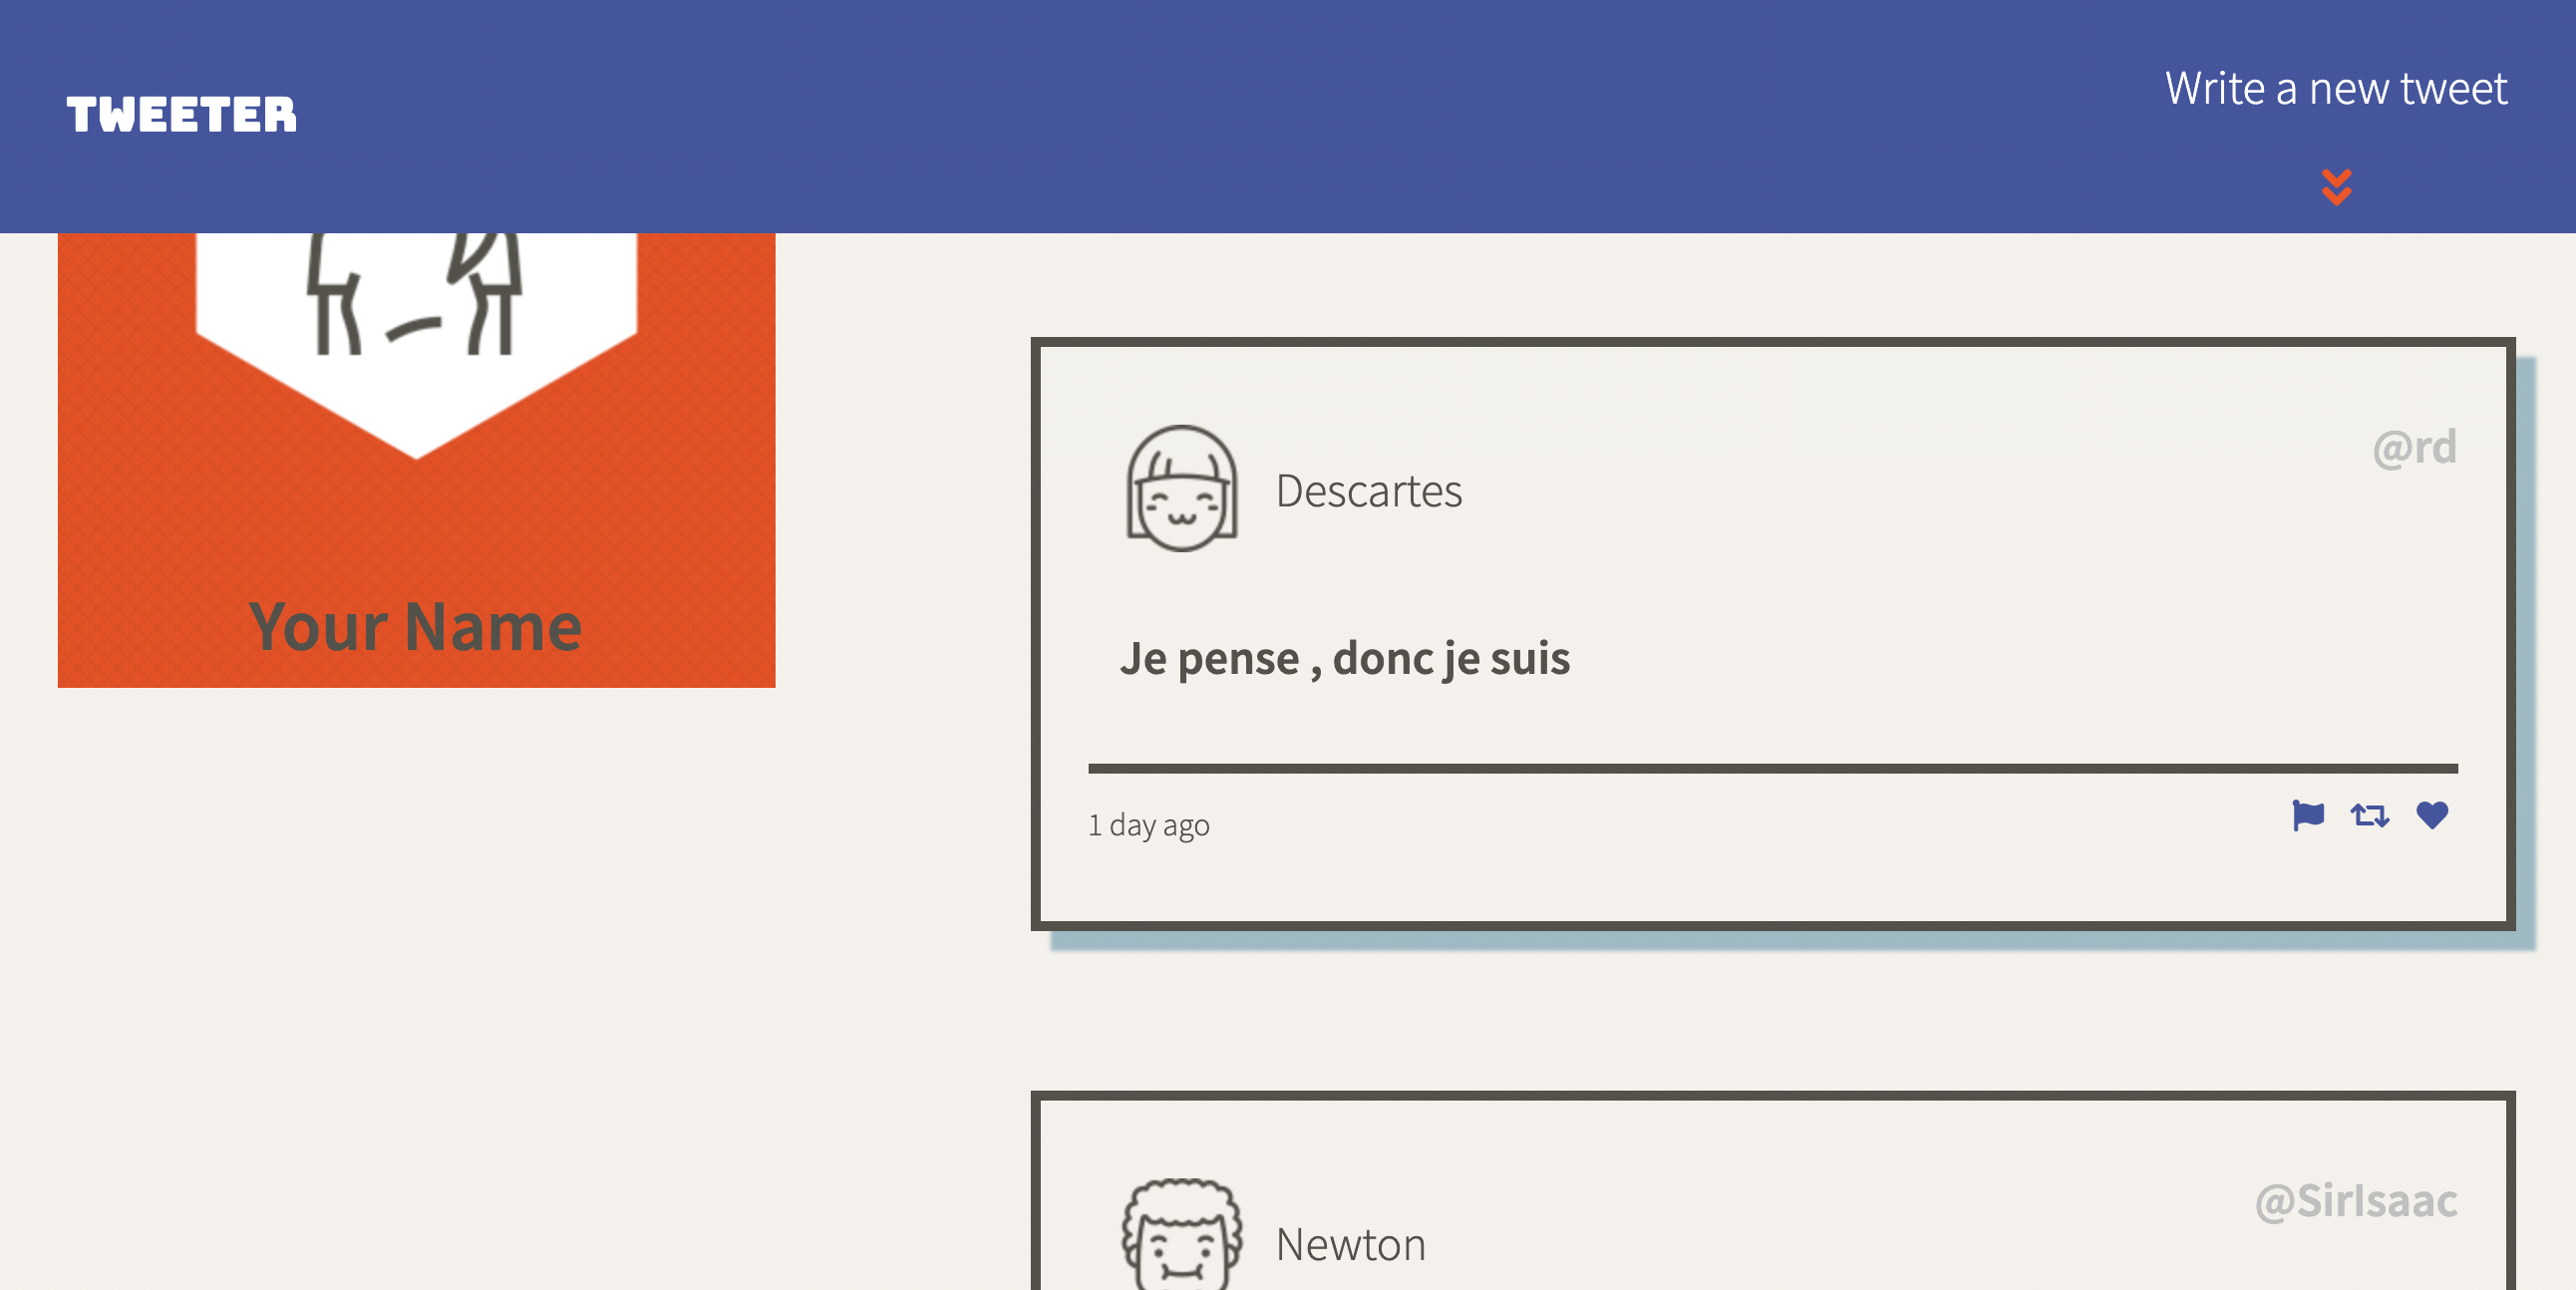 TWEETER
Write a new tweet
Your Name
Descartes
@rd
Je pense , donc je suis
1 day ago
Newton
@SirIsaac